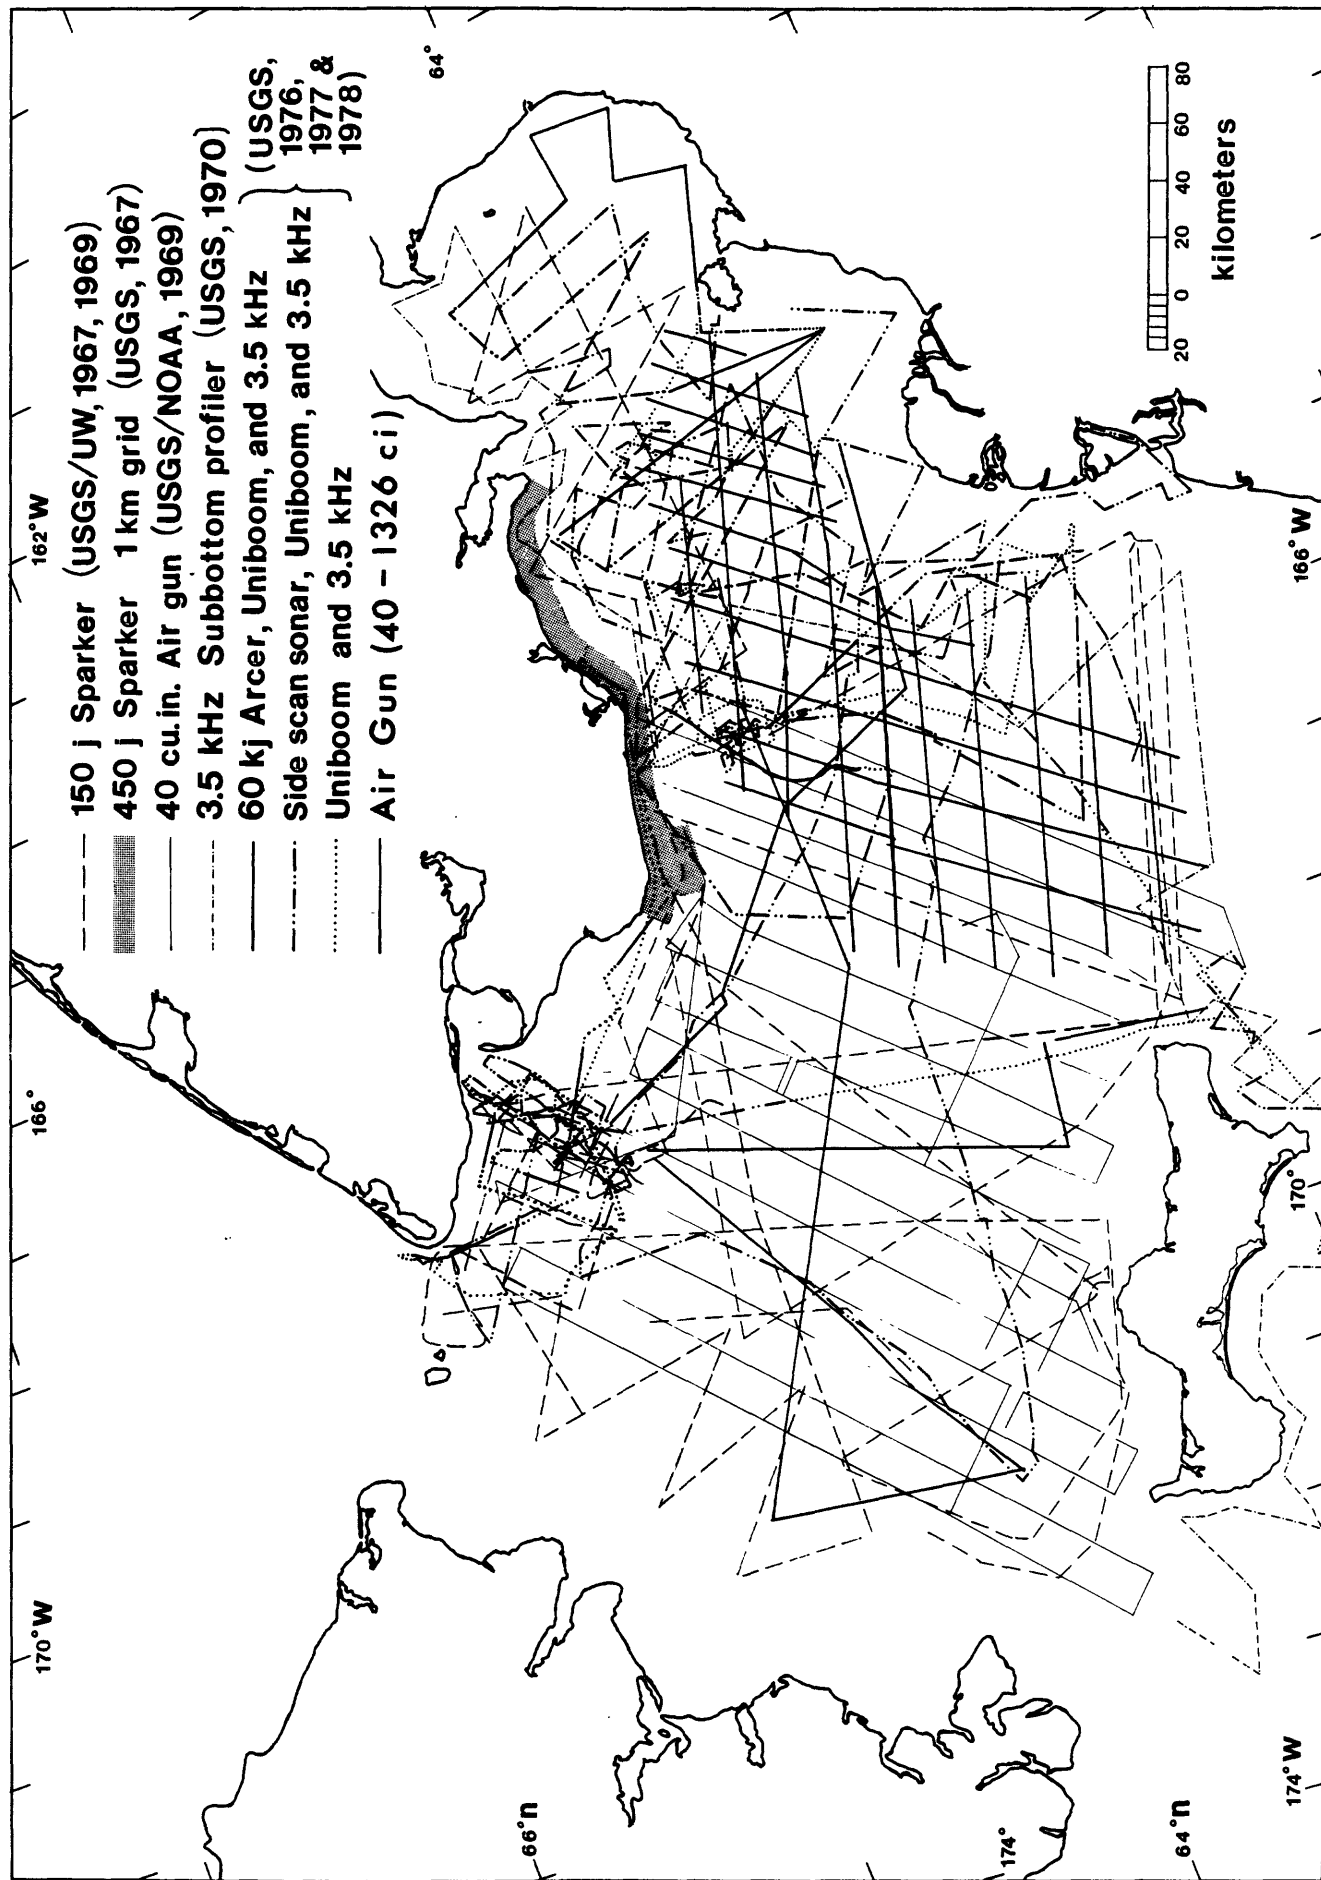 150 j Sparker (USGS/UW, 1967, 1969)
450 j Sparker 1 km grid (USGS, 1967)
40 cu. in. Air gun (USGS/NOAA, 1969)
3.5 kHz Subbottom profiler (USGS, 1970)
60 kj Arcer, Uniboom, and 3.5 kHz
Side scan sonar, Uniboom, and 3.5 kHz
Uniboom and 3.5 kHz
(USGS,
1976,
1977 &
1978)
Air Gun (40 - 1326 ci)
170°W
166°
162°W
64°
66°n
174°
64°n
174°W
170°
166°W
20 0 20 40 60 80
kilometers